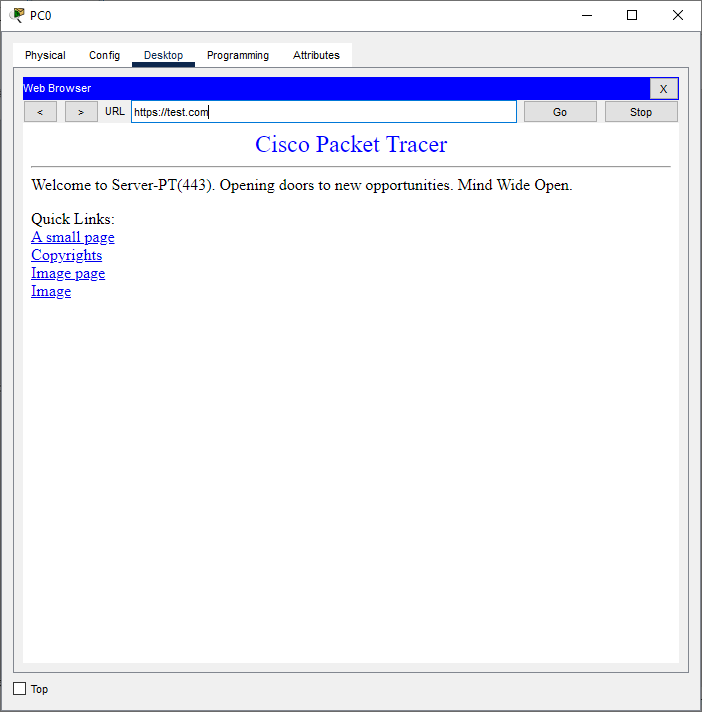 PC0
Physical Config Desktop Programming Attributes
Web Browser X
< > URL https://test.com Go Stop
Cisco Packet Tracer
Welcome to Server-PT(443). Opening doors to new opportunities. Mind Wide Open.
Quick Links:
A small page
Copyrights
Image page
Image
Top